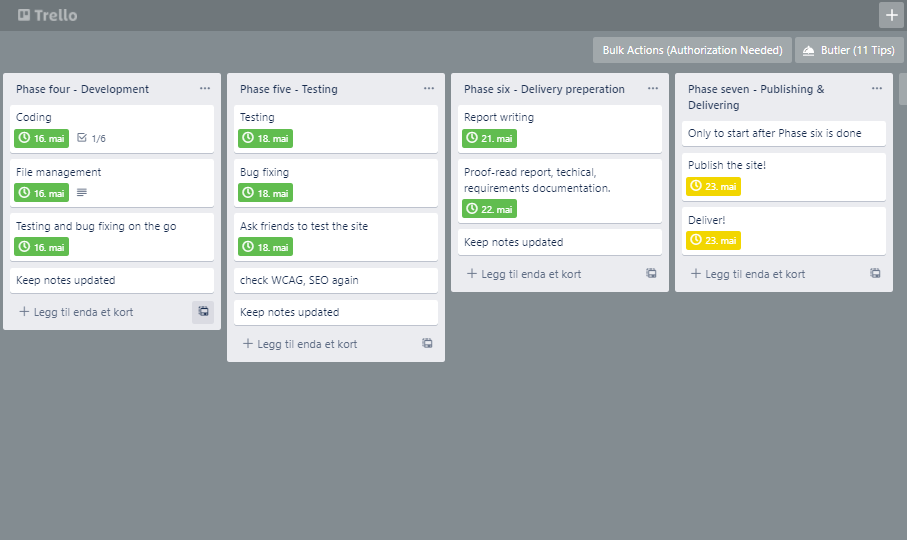 Trello
Bulk Actions (Authorization Needed)
Butler (11 Tips)
Phase four - Development
Coding
16. mai
1/6
File management
16. mai
Testing and bug fixing on the go
16. mai
Keep notes updated
Legg til enda et kort
Phase five - Testing
Testing
18. mai
Bug fixing
18. mai
Ask friends to test the site
18. mai
check WCAG, SEO again
Keep notes updated
Legg til enda et kort
Phase six - Delivery preperation
Report writing
21. mai
Proof-read report, techical,
requirements documentation.
22. mai
Keep notes updated
Legg til enda et kort
Phase seven - Publishing &
Delivering
Only to start after Phase six is done
Publish the site!
23. mai
Deliver!
23. mai
Legg til enda et kort